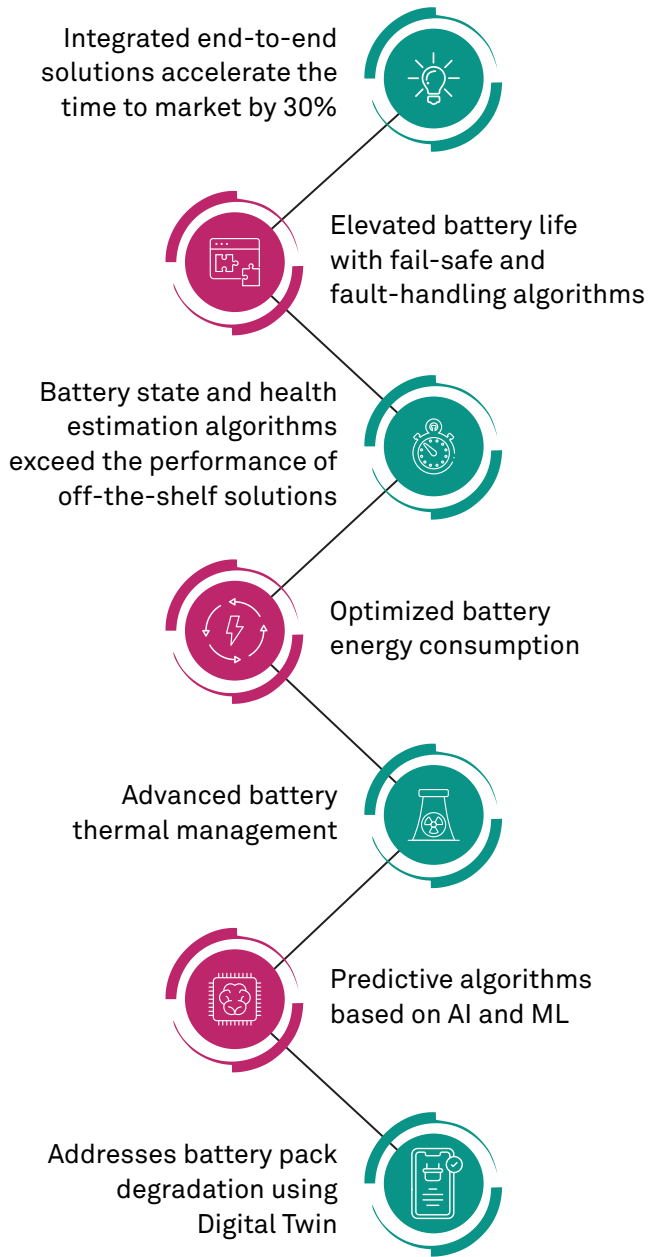 Integrated end-to-end
solutions accelerate the
time to market by 30%
Elevated battery life
with fail-safe and
fault-handling algorithms
Battery state and health
estimation algorithms
exceed the performance of
off-the-shelf solutions
Optimized battery
energy consumption
Advanced battery
thermal management
Predictive algorithms
based on AI and ML
Addresses battery pack
degradation using
Digital Twin